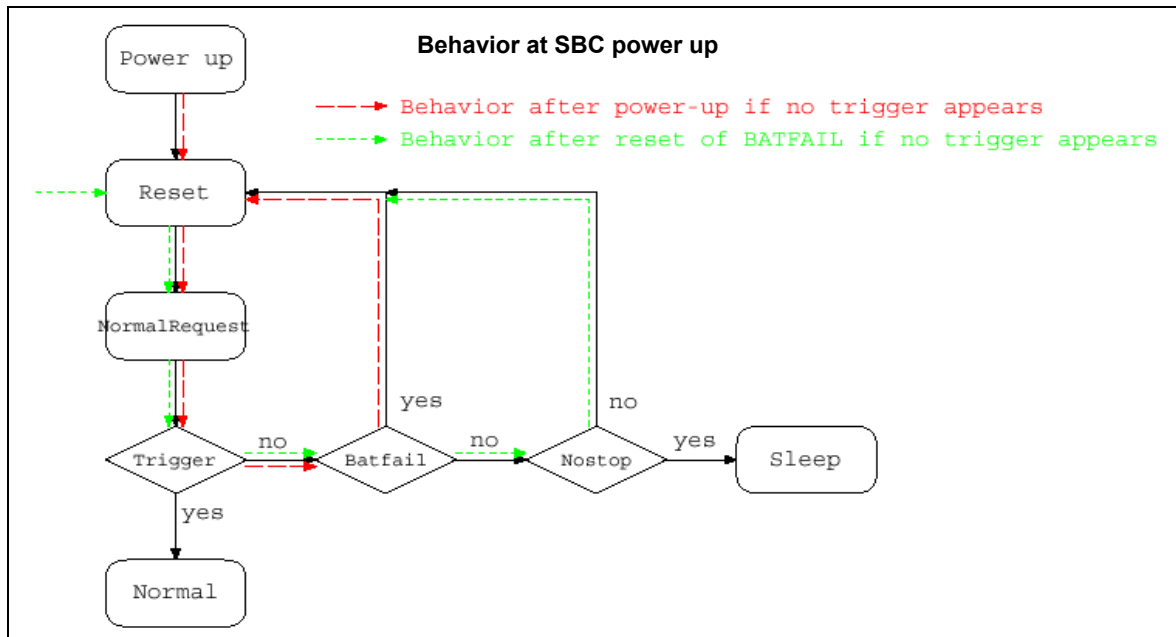 Behavior at SBC power up
Power up
Behavior after power-up if no trigger appears
Behavior after reset of BATFAIL if no trigger appears
Reset
NormalRequest
yes
no
no
no
yes
Trigger
Batfail
Nostop
Sleep
yes
Normal